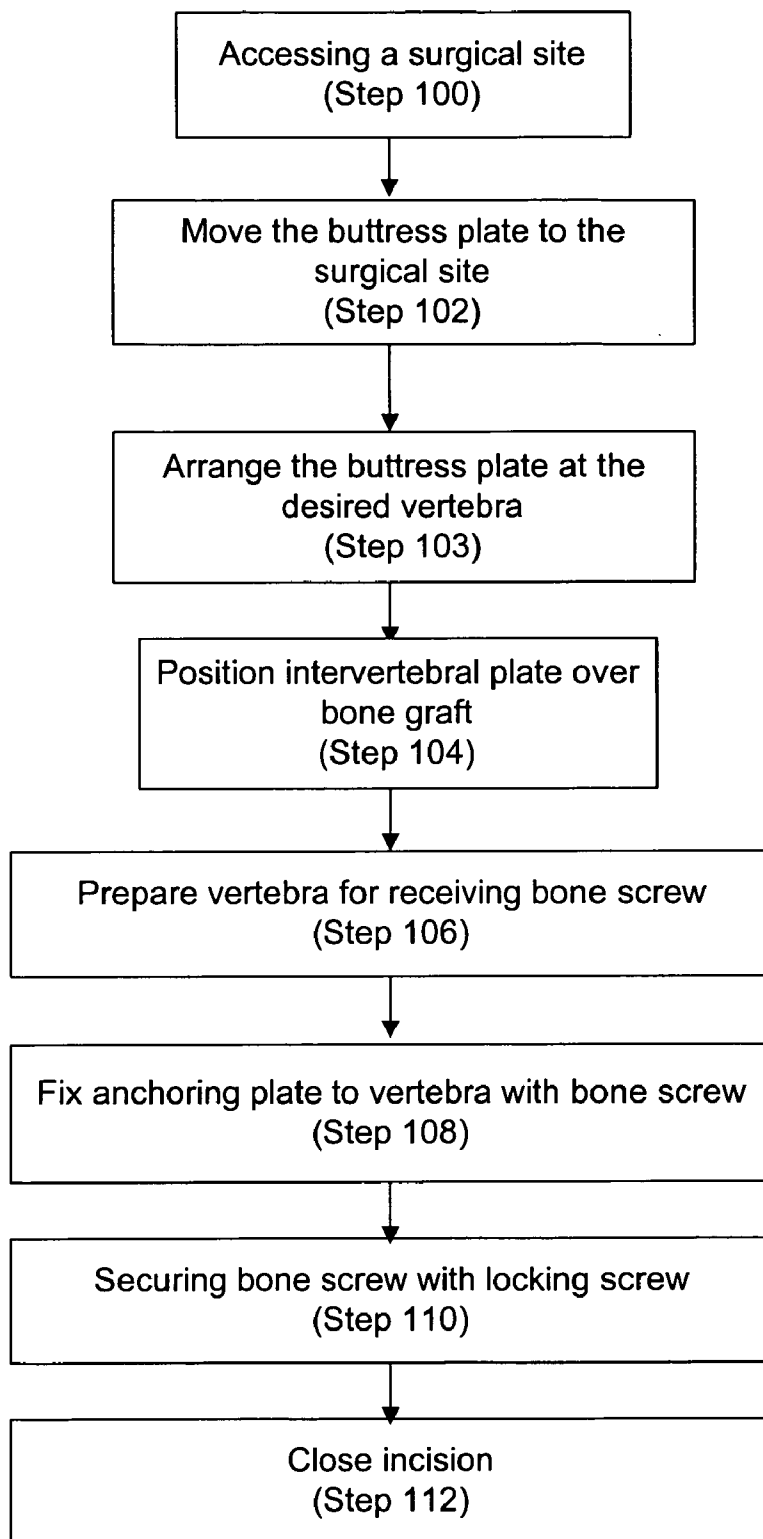 Accessing a surgical site
(Step 100)
Move the buttress plate to the
surgical site
(Step 102)
Arrange the buttress plate at the
desired vertebra
(Step 103)
Position intervertebral plate over
bone graft
(Step 104)
Prepare vertebra for receiving bone screw
(Step 106)
Fix anchoring plate to vertebra with bone screw
(Step 108)
Securing bone screw with locking screw
(Step 110)
Close incision
(Step 112)